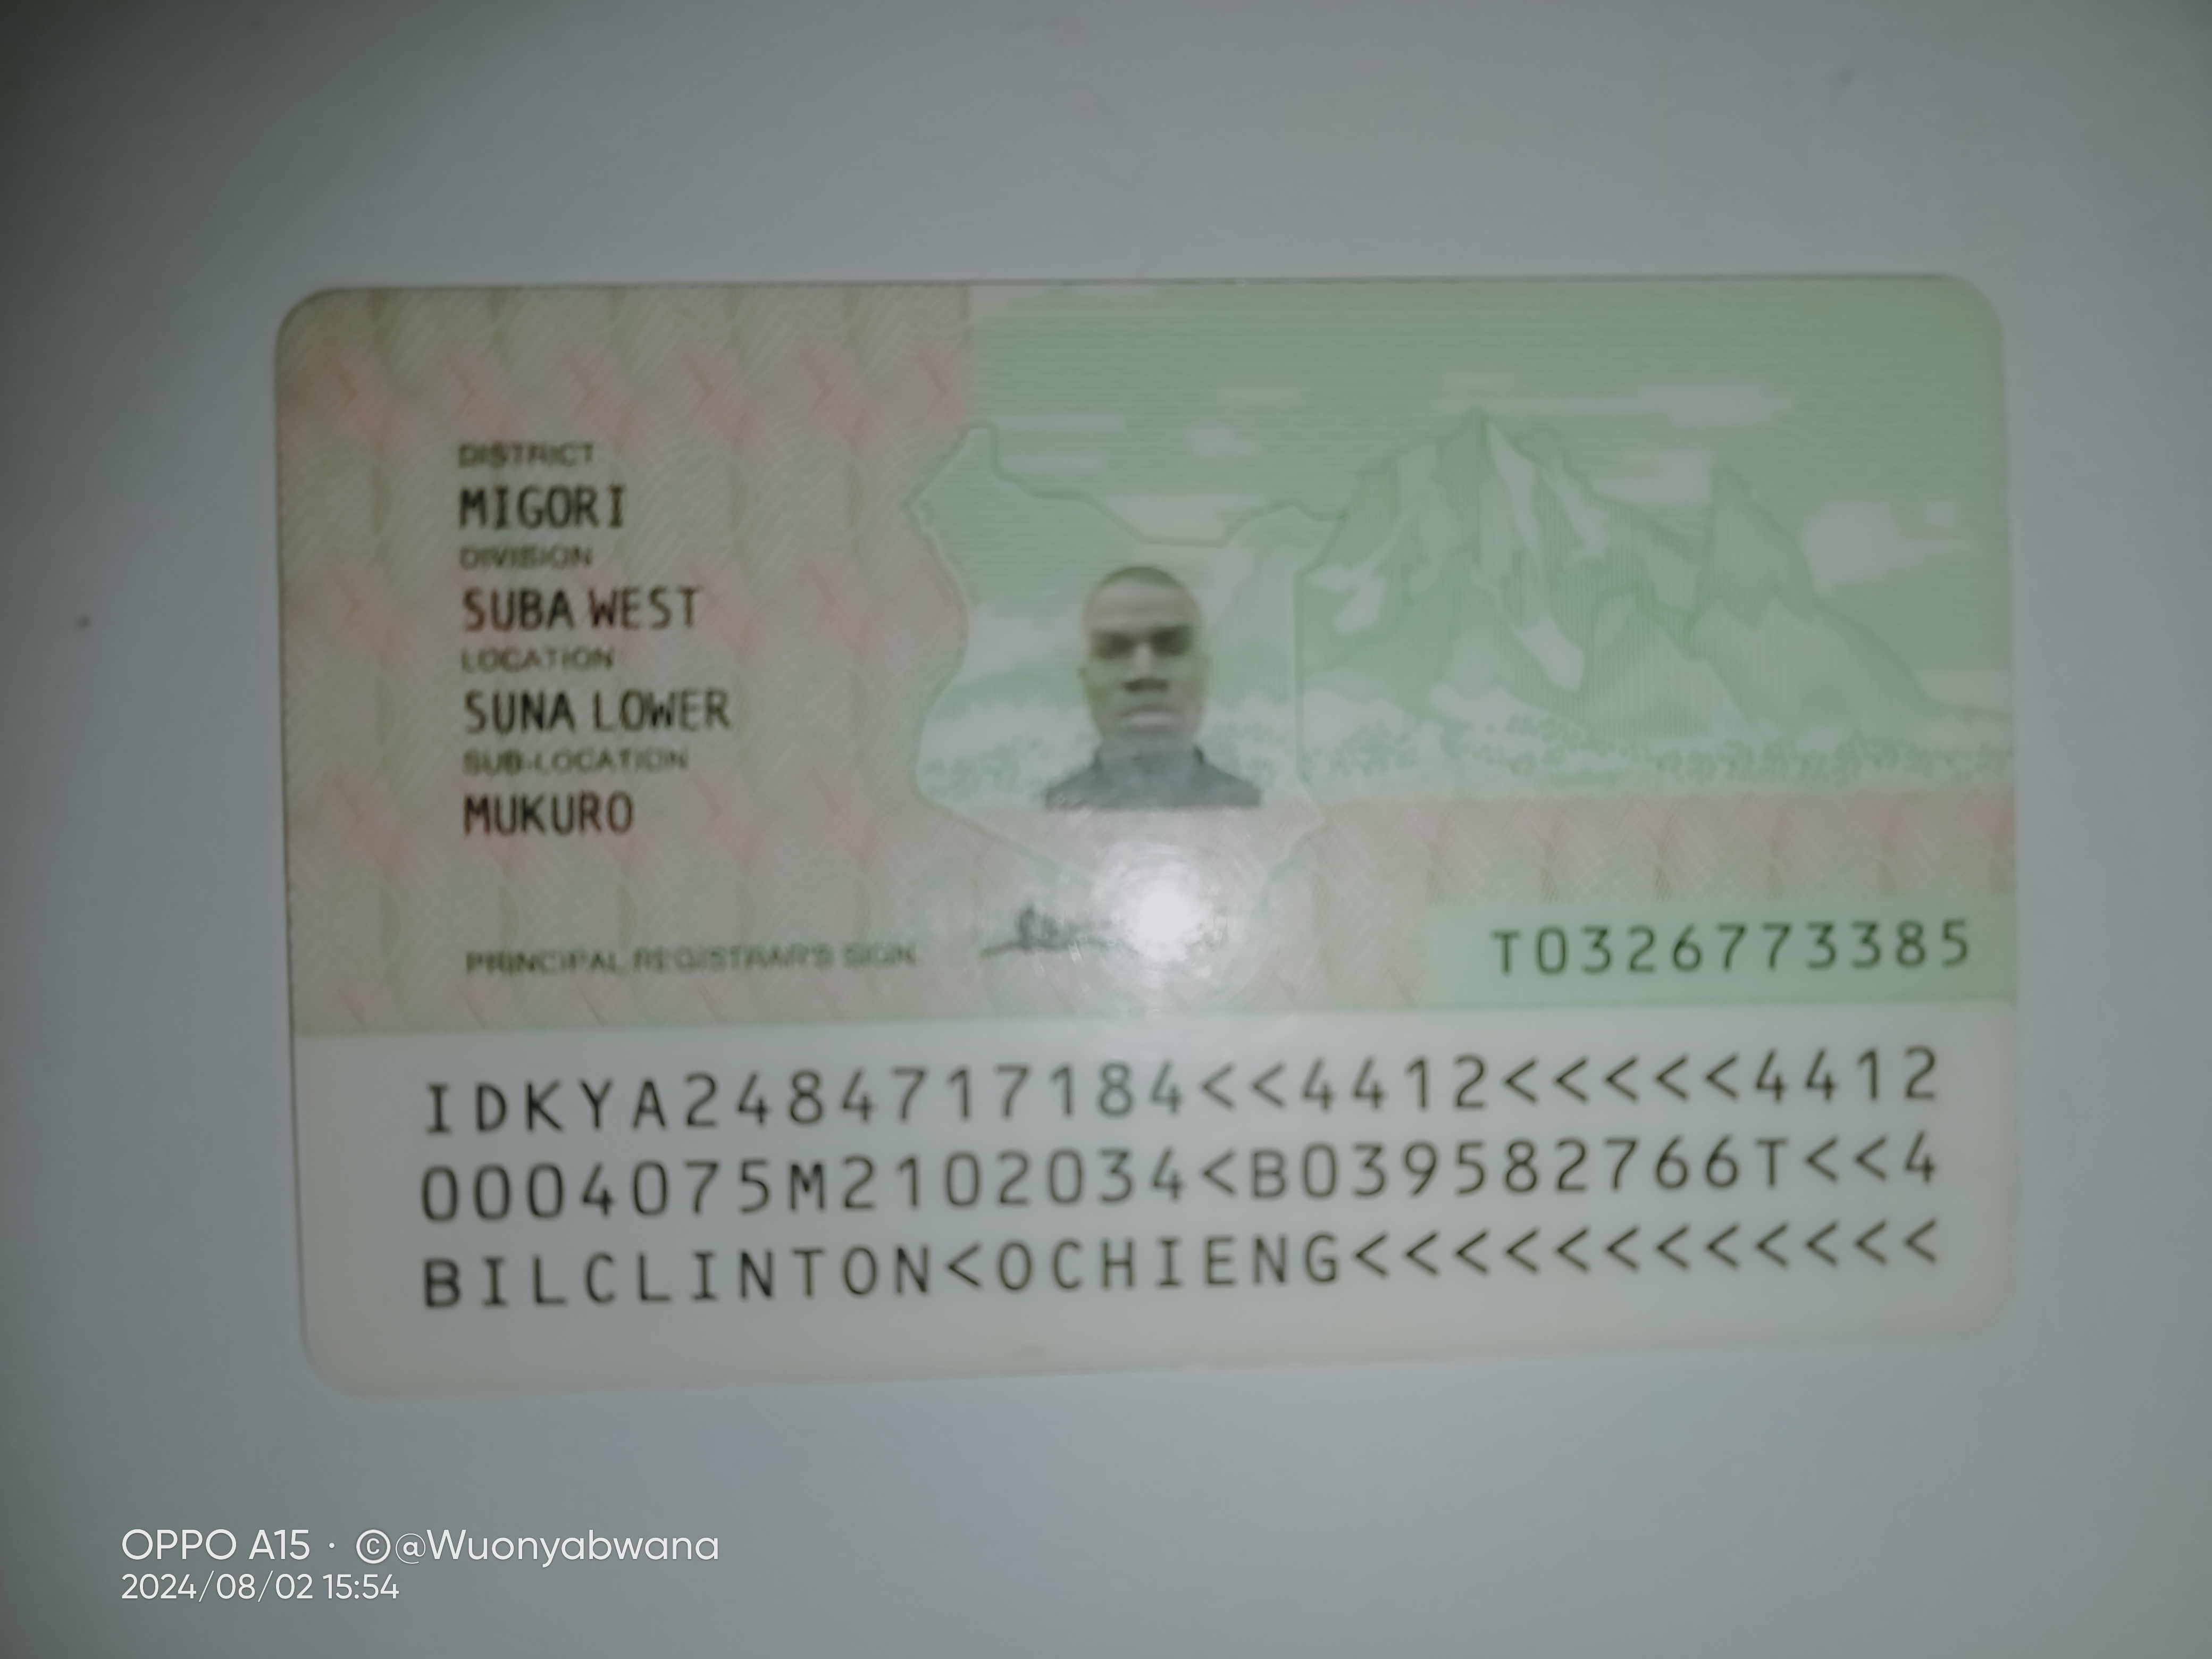 DISTRICT
MIGORI
DIVISION
SUBA WEST
LOCATION
SUNA LOWER
SUB-LOCATION
MUKURO
PRINCIPAL REGISTRAR'S SIGN.
T0326773385
IDKYA2484717184<<4412<<<<<4412
0004075M2102034<B039582766T<<4
BILCLINTON<OCHIENG<<<<<<<<<<<<
OPPO A15 · ©@Wuonyabwana
2024/08/02 15:54